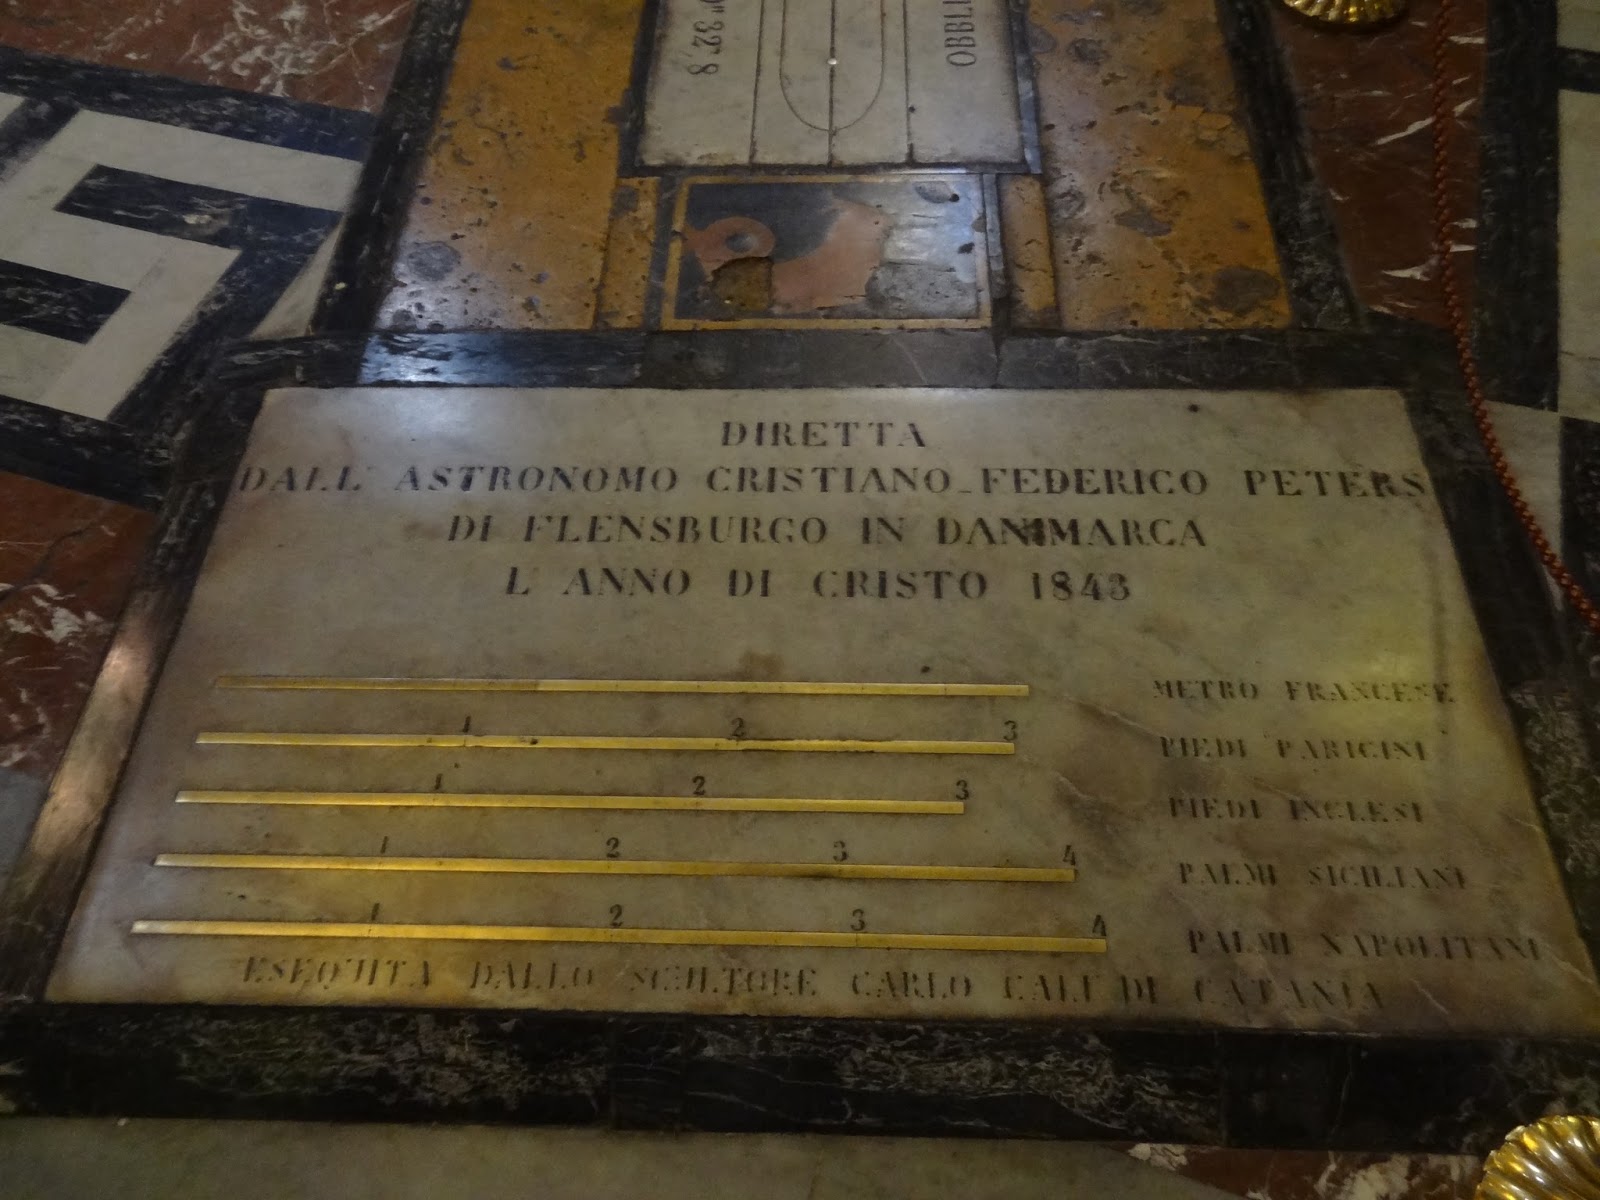 32",8
OBBLI
DIRETTA
DALL' ASTRONOMO CRISTIANO-FEDERICO PETERS
DI FLENSBURGO IN DANIMARCA
L'ANNO DI CRISTO 1843
METRO FRANCESE
1 2 3 PIEDI PARIGINI
1 2 3 PIEDI INGLESI
1 2 3 4 PALMI SICILIANI
1 2 3 4 PALMI NAPOLITANI
ESEQUITA DALLO SCULTORE CARLO CALI DI CATANIA